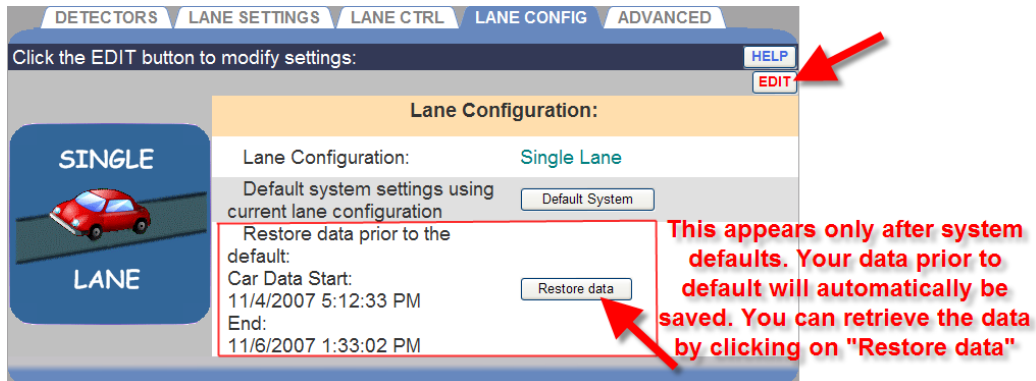 DETECTORS LANE SETTINGS LANE CTRL LANE CONFIG ADVANCED
Click the EDIT button to modify settings:
HELP
EDIT
Lane Configuration:
SINGLE
LANE
Lane Configuration: Single Lane
Default system settings using
current lane configuration
Default System
Restore data prior to the
default:
Car Data Start:
11/4/2007 5:12:33 PM
End:
11/6/2007 1:33:02 PM
Restore data
This appears only after system
defaults. Your data prior to
default will automatically be
saved. You can retrieve the data
by clicking on "Restore data"